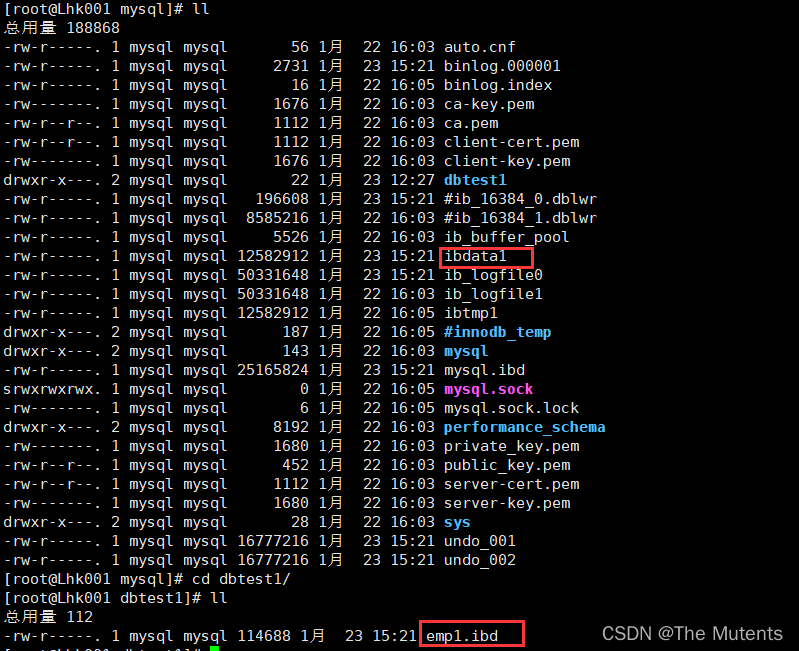 [root@Lhk001 mysql]# ll
总用量 188868
-rw-r-----. 1 mysql mysql       56 1月  22 16:03 auto.cnf
-rw-r-----. 1 mysql mysql     2731 1月  23 15:21 binlog.000001
-rw-r-----. 1 mysql mysql       16 1月  22 16:05 binlog.index
-rw-------. 1 mysql mysql     1676 1月  22 16:03 ca-key.pem
-rw-r--r--. 1 mysql mysql     1112 1月  22 16:03 ca.pem
-rw-r--r--. 1 mysql mysql     1112 1月  22 16:03 client-cert.pem
-rw-------. 1 mysql mysql     1676 1月  22 16:03 client-key.pem
drwxr-x---. 2 mysql mysql       22 1月  23 12:27 dbtest1
-rw-r-----. 1 mysql mysql   196608 1月  23 15:21 #ib_16384_0.dblwr
-rw-r-----. 1 mysql mysql  8585216 1月  22 16:03 #ib_16384_1.dblwr
-rw-r-----. 1 mysql mysql     5526 1月  22 16:03 ib_buffer_pool
-rw-r-----. 1 mysql mysql 12582912 1月  23 15:21 ibdata1
-rw-r-----. 1 mysql mysql 50331648 1月  23 15:21 ib_logfile0
-rw-r-----. 1 mysql mysql 50331648 1月  22 16:03 ib_logfile1
-rw-r-----. 1 mysql mysql 12582912 1月  22 16:05 ibtmp1
drwxr-x---. 2 mysql mysql      187 1月  22 16:05 #innodb_temp
drwxr-x---. 2 mysql mysql      143 1月  22 16:03 mysql
-rw-r-----. 1 mysql mysql 25165824 1月  23 15:21 mysql.ibd
srwxrwxrwx. 1 mysql mysql        0 1月  22 16:05 mysql.sock
-rw-------. 1 mysql mysql        6 1月  22 16:05 mysql.sock.lock
drwxr-x---. 2 mysql mysql     8192 1月  22 16:03 performance_schema
-rw-------. 1 mysql mysql     1680 1月  22 16:03 private_key.pem
-rw-r--r--. 1 mysql mysql      452 1月  22 16:03 public_key.pem
-rw-r--r--. 1 mysql mysql     1112 1月  22 16:03 server-cert.pem
-rw-------. 1 mysql mysql     1680 1月  22 16:03 server-key.pem
drwxr-x---. 2 mysql mysql       28 1月  22 16:03 sys
-rw-r-----. 1 mysql mysql 16777216 1月  23 15:21 undo_001
-rw-r-----. 1 mysql mysql 16777216 1月  23 15:21 undo_002
[root@Lhk001 mysql]# cd dbtest1/
[root@Lhk001 dbtest1]# ll
总用量 112
-rw-r-----. 1 mysql mysql 114688 1月  23 15:21 emp1.ibd
[root@Lhk001 dbtest1]#
CSDN @The Mutents